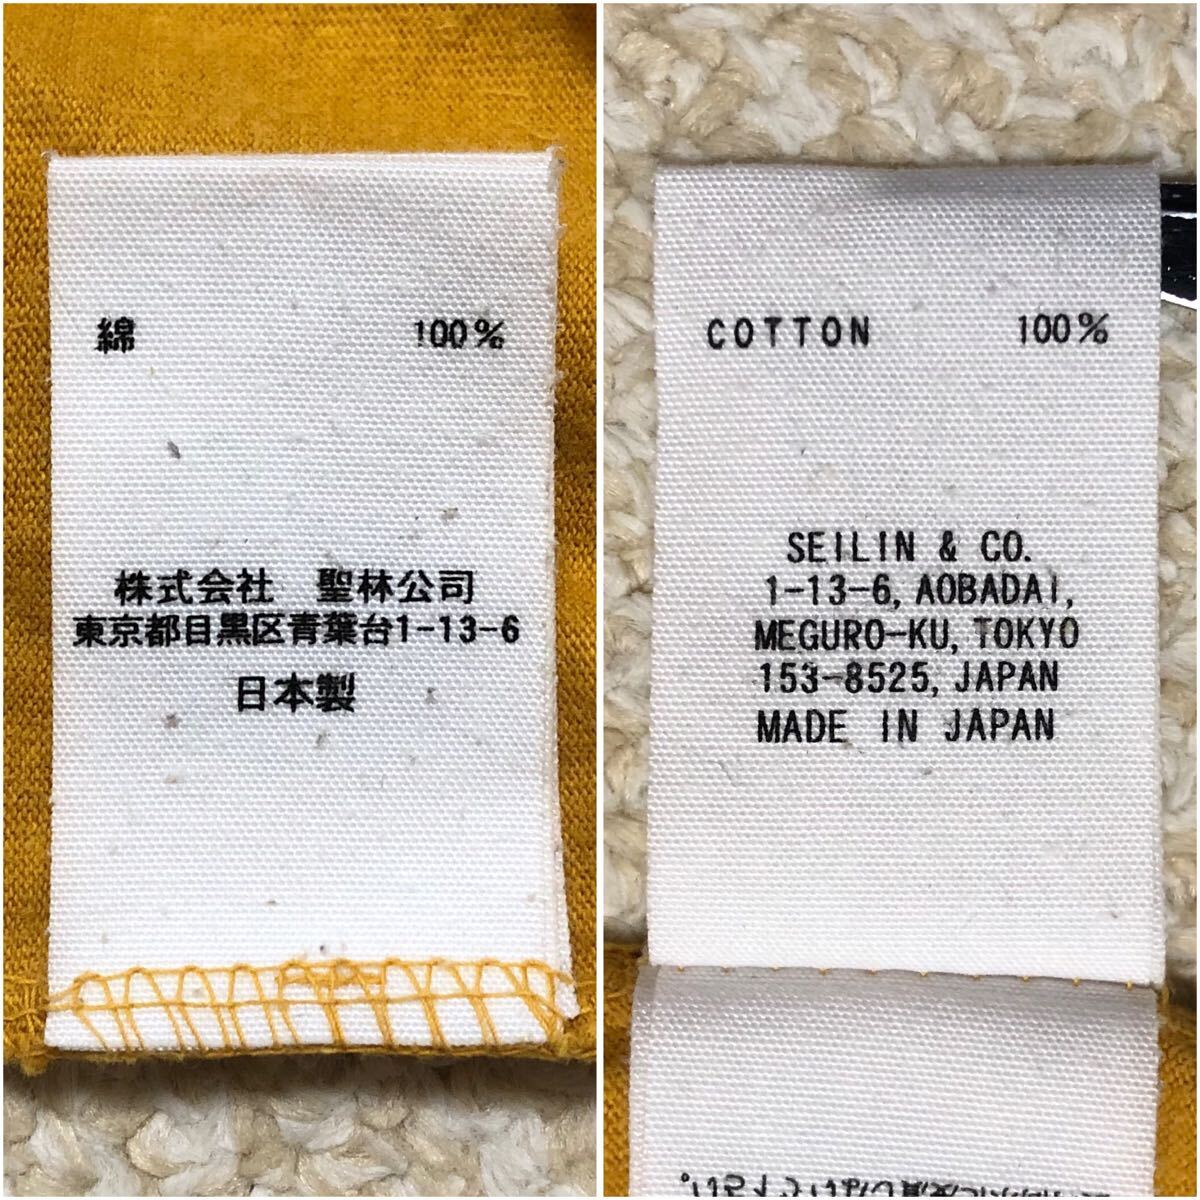 綿 100%
株式会社 聖林公司
東京都目黒区青葉台1-13-6
日本製
COTTON 100%
SEILIN & CO.
1-13-6, AOBADAI,
MEGURO-KU, TOKYO
153-8525, JAPAN
MADE IN JAPAN